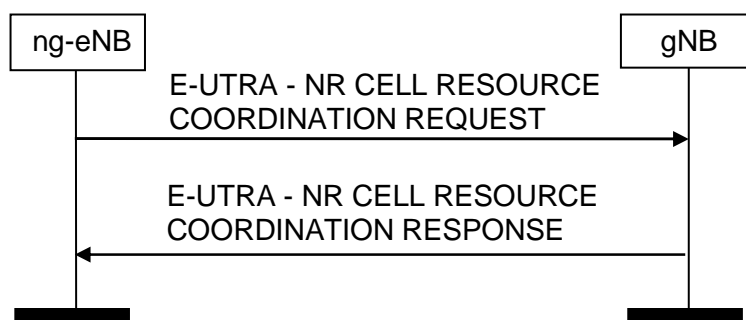 ng-eNB
gNB
E-UTRA - NR CELL RESOURCE
COORDINATION REQUEST
E-UTRA - NR CELL RESOURCE
COORDINATION RESPONSE